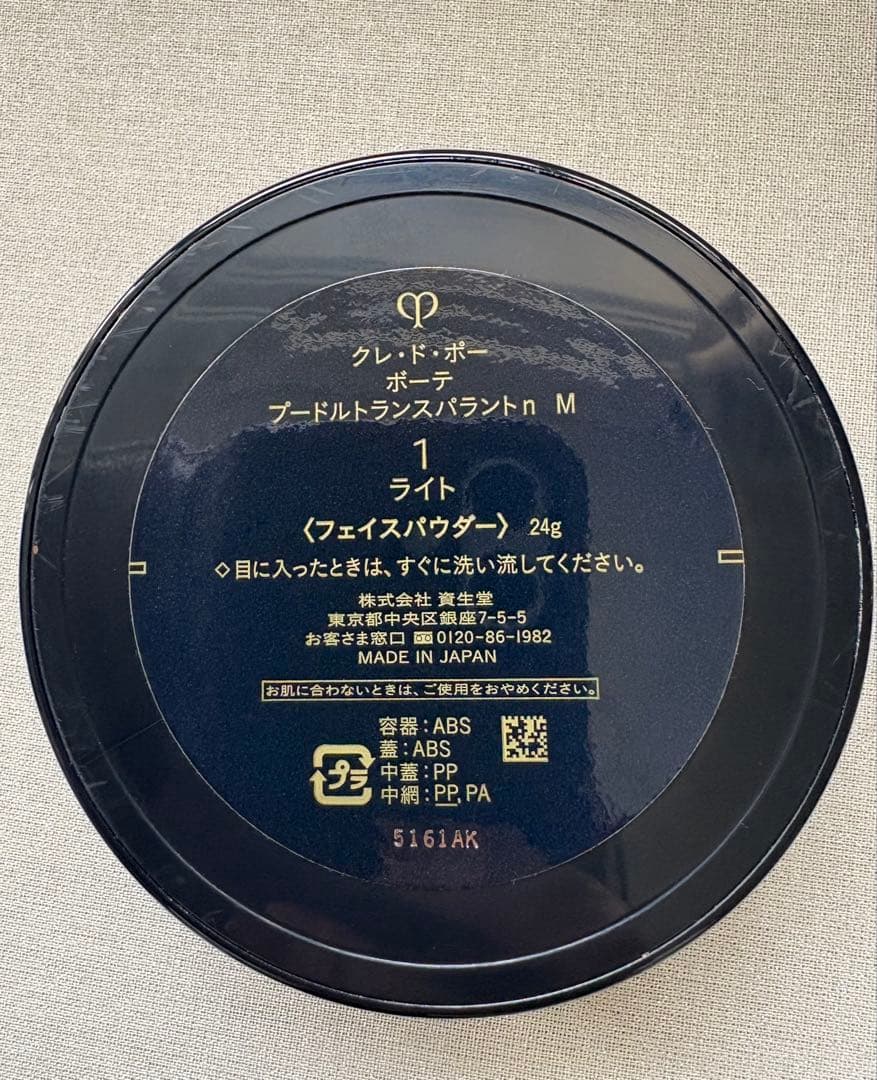 クレ・ド・ポー
ボーテ
プードルトランスパラントn M
1
ライト
〈フェイスパウダー〉 24g
◇目に入ったときは、すぐに洗い流してください。
株式会社 資生堂
東京都中央区銀座7-5-5
お客さま窓口 0120-86-1982
MADE IN JAPAN
お肌に合わないときは、ご使用をおやめください。
容器:ABS
蓋:ABS
中蓋:PP
中網:PP,PA
プラ
5161AK